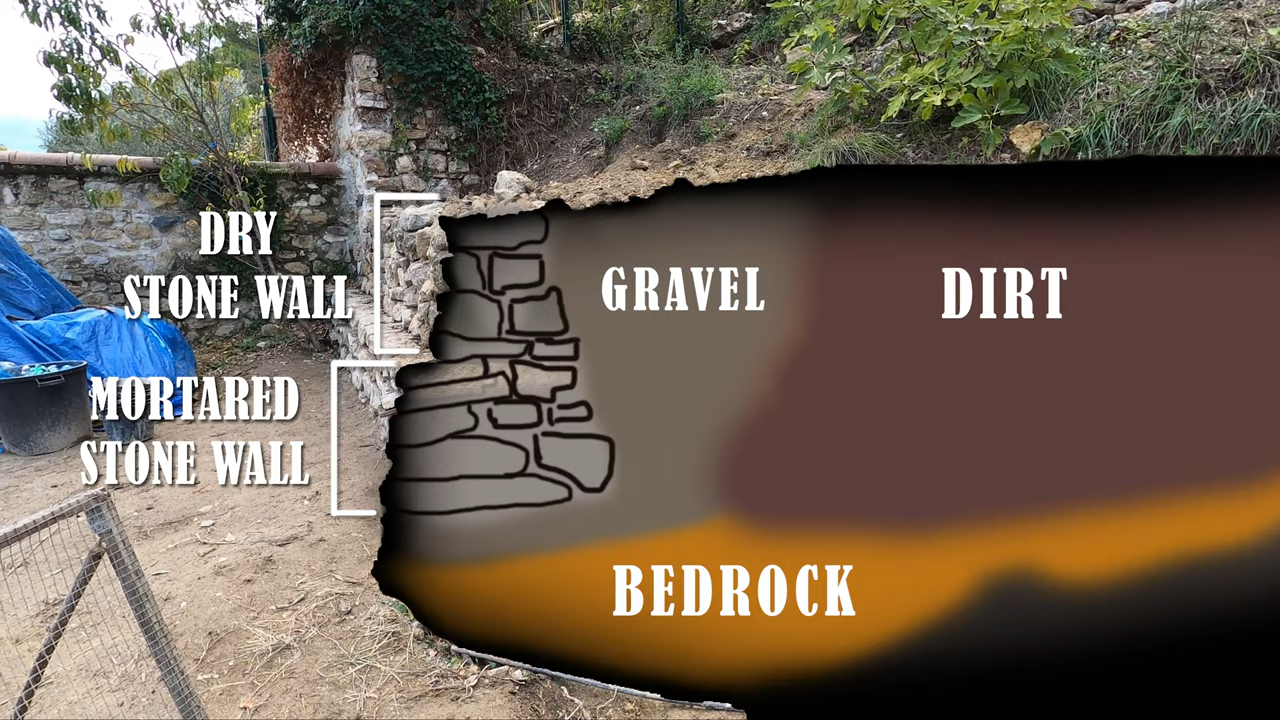 DRY
STONE WALL
GRAVEL
DIRT
MORTARED
STONE WALL
BEDROCK